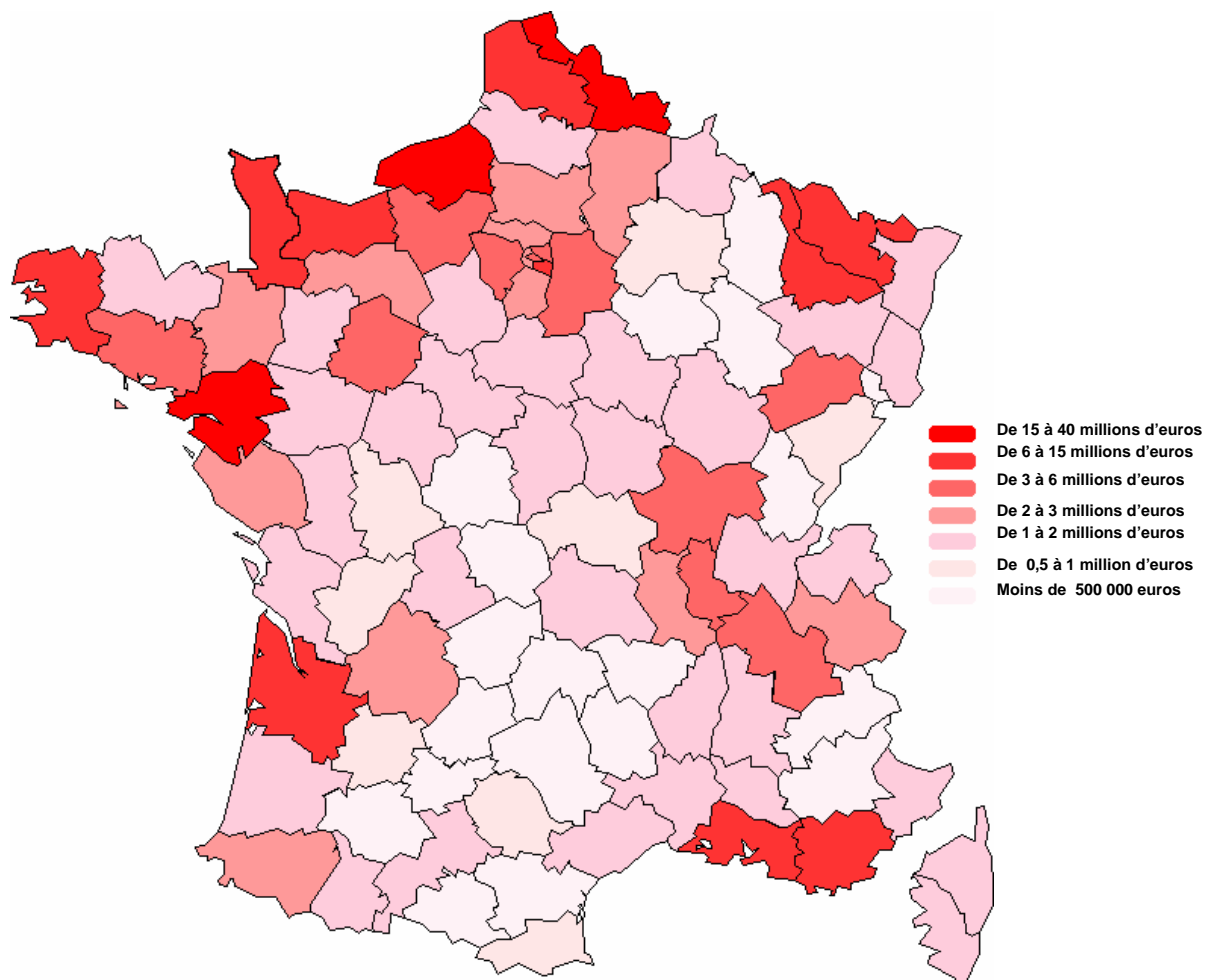 De 15 à 40 millions d'euros
De 6 à 15 millions d'euros
De 3 à 6 millions d'euros
De 2 à 3 millions d'euros
De 1 à 2 millions d'euros
De 0,5 à 1 million d'euros
Moins de 500 000 euros